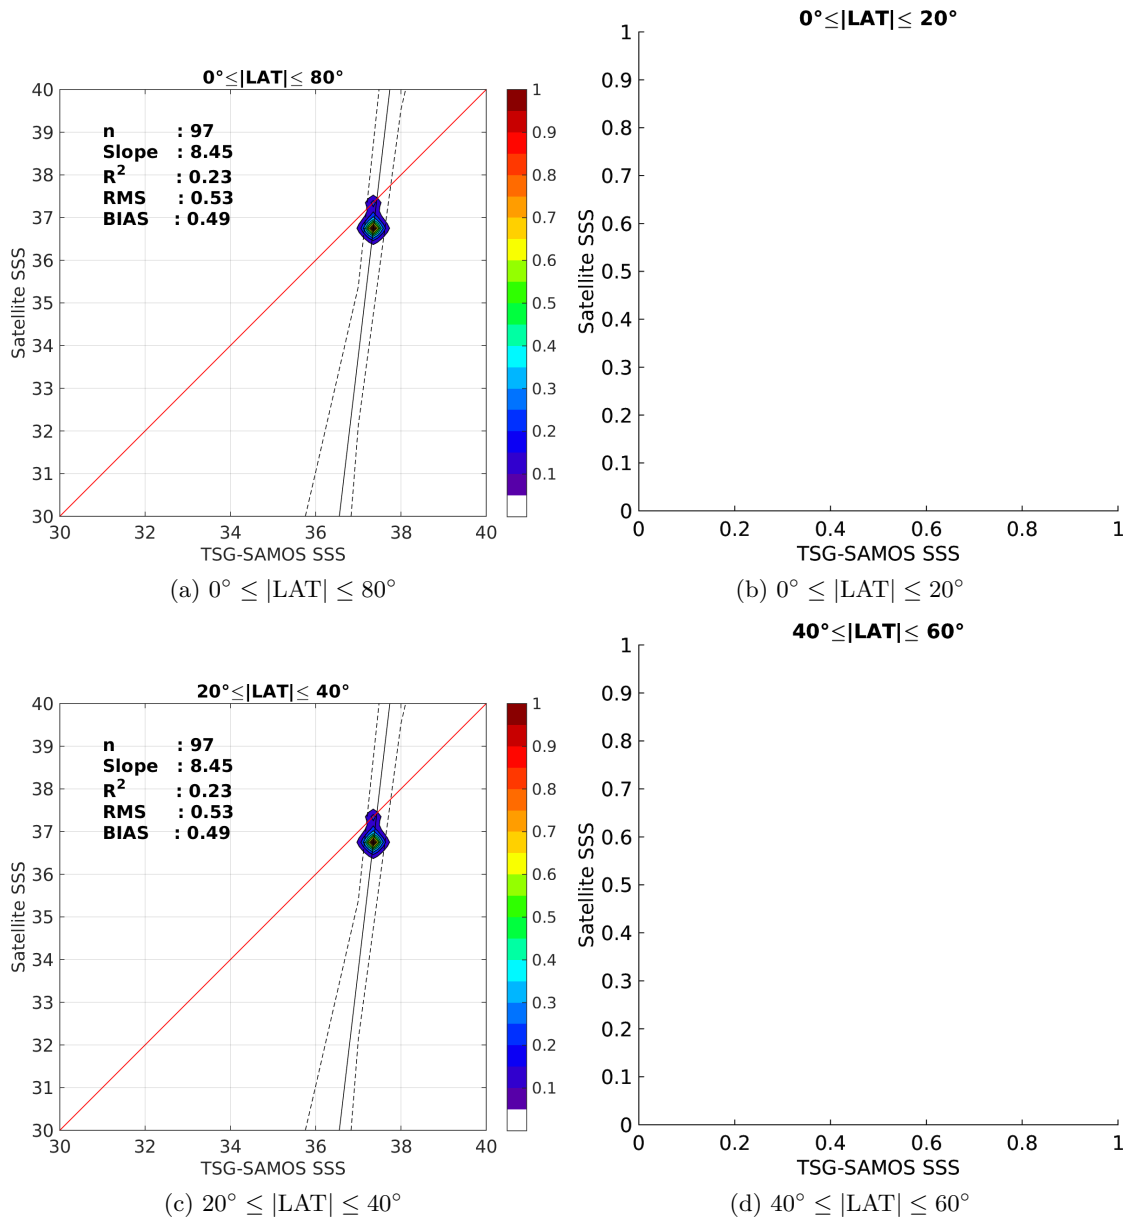 0°≤|LAT|≤ 80°
40
39
38
37
36
35
34
33
32
31
30
n : 97
Slope : 8.45
R² : 0.23
RMS : 0.53
BIAS : 0.49
Satellite SSS
30 32 34 36 38 40
TSG-SAMOS SSS
1
0.9
0.8
0.7
0.6
0.5
0.4
0.3
0.2
0.1
(a) 0° ≤ |LAT| ≤ 80°
0°≤|LAT|≤ 20°
1
0.9
0.8
0.7
0.6
0.5
0.4
0.3
0.2
0.1
0
Satellite SSS
0 0.2 0.4 0.6 0.8 1
TSG-SAMOS SSS
(b) 0° ≤ |LAT| ≤ 20°
20°≤|LAT|≤ 40°
40
39
38
37
36
35
34
33
32
31
30
n : 97
Slope : 8.45
R² : 0.23
RMS : 0.53
BIAS : 0.49
Satellite SSS
30 32 34 36 38 40
TSG-SAMOS SSS
1
0.9
0.8
0.7
0.6
0.5
0.4
0.3
0.2
0.1
(c) 20° ≤ |LAT| ≤ 40°
40°≤|LAT|≤ 60°
1
0.9
0.8
0.7
0.6
0.5
0.4
0.3
0.2
0.1
0
Satellite SSS
0 0.2 0.4 0.6 0.8 1
TSG-SAMOS SSS
(d) 40° ≤ |LAT| ≤ 60°